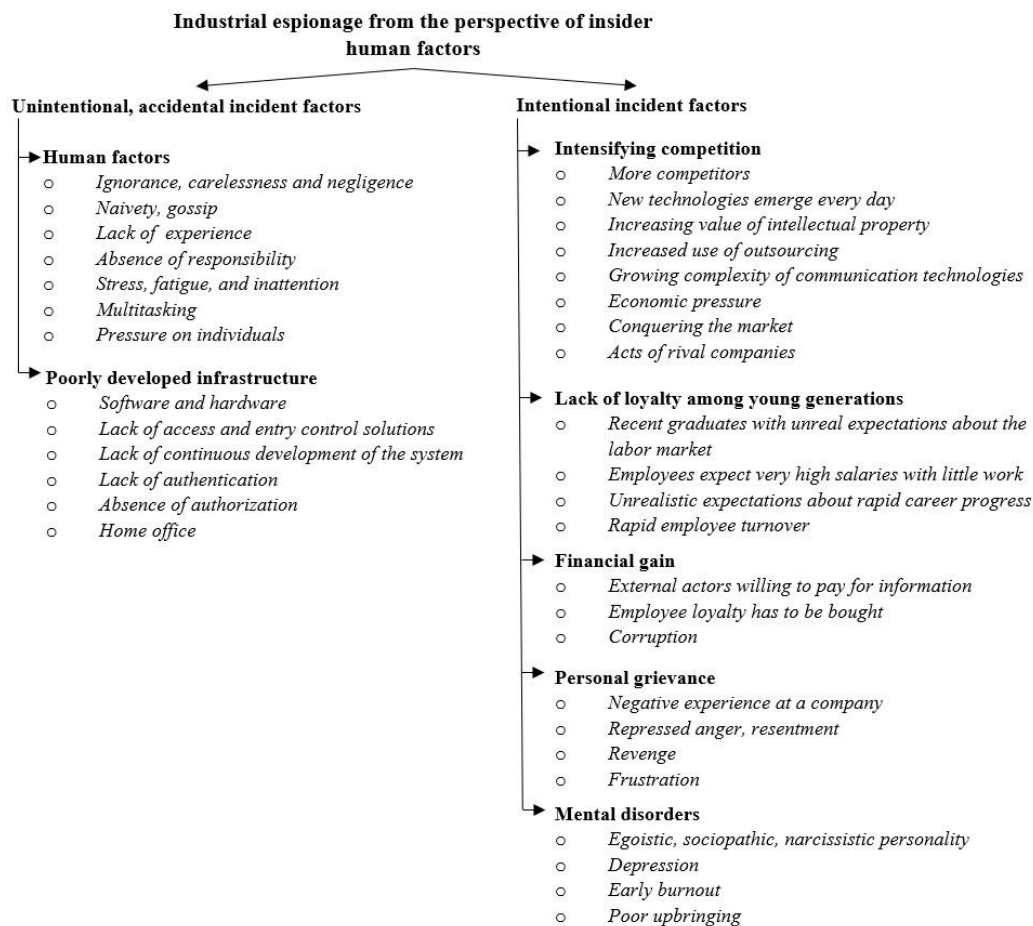 Industrial espionage from the perspective of insider
human factors
Unintentional, accidental incident factors
Human factors
o Ignorance, carelessness and negligence
o Naivety, gossip
o Lack of experience
o Absence of responsibility
o Stress, fatigue, and inattention
o Multitasking
o Pressure on individuals
Poorly developed infrastructure
o Software and hardware
o Lack of access and entry control solutions
o Lack of continuous development of the system
o Lack of authentication
o Absence of authorization
o Home office
Intentional incident factors
Intensifying competition
o More competitors
o New technologies emerge every day
o Increasing value of intellectual property
o Increased use of outsourcing
o Growing complexity of communication technologies
o Economic pressure
o Conquering the market
o Acts of rival companies
Lack of loyalty among young generations
o Recent graduates with unreal expectations about the
labor market
o Employees expect very high salaries with little work
o Unrealistic expectations about rapid career progress
o Rapid employee turnover
Financial gain
o External actors willing to pay for information
o Employee loyalty has to be bought
o Corruption
Personal grievance
o Negative experience at a company
o Repressed anger, resentment
o Revenge
o Frustration
Mental disorders
o Egoistic, sociopathic, narcissistic personality
o Depression
o Early burnout
o Poor upbringing